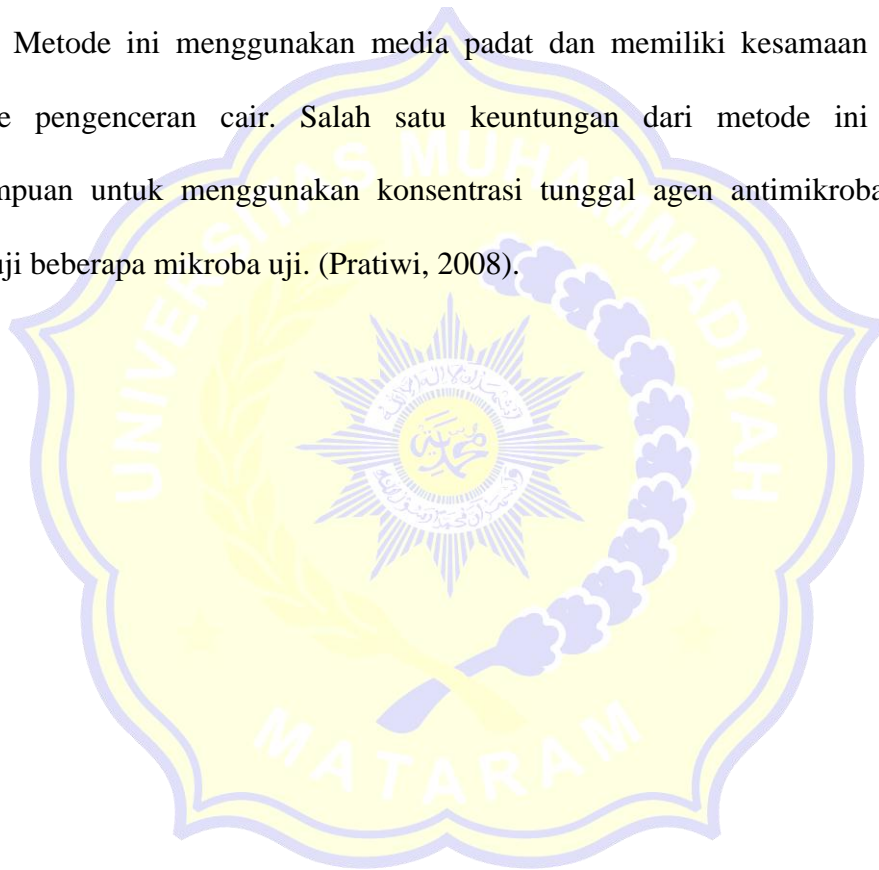 Metode ini menggunakan media padat dan memiliki kesamaan
e pengenceran cair. Salah satu keuntungan dari metode ini
mpuan untuk menggunakan konsentrasi tunggal agen antimikroba
uji beberapa mikroba uji. (Pratiwi, 2008).
UNIVERSITAS MUHAMMADIYAH
MATARAM